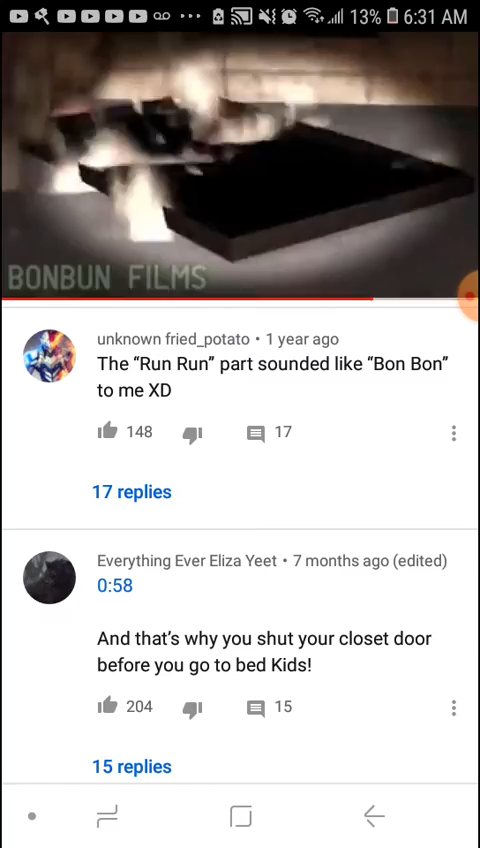 13% 6:31 AM
BONBUN FILMS
unknown fried_potato • 1 year ago
The “Run Run” part sounded like “Bon Bon”
to me XD
148 17
17 replies
Everything Ever Eliza Yeet • 7 months ago (edited)
0:58
And that’s why you shut your closet door
before you go to bed Kids!
204 15
15 replies